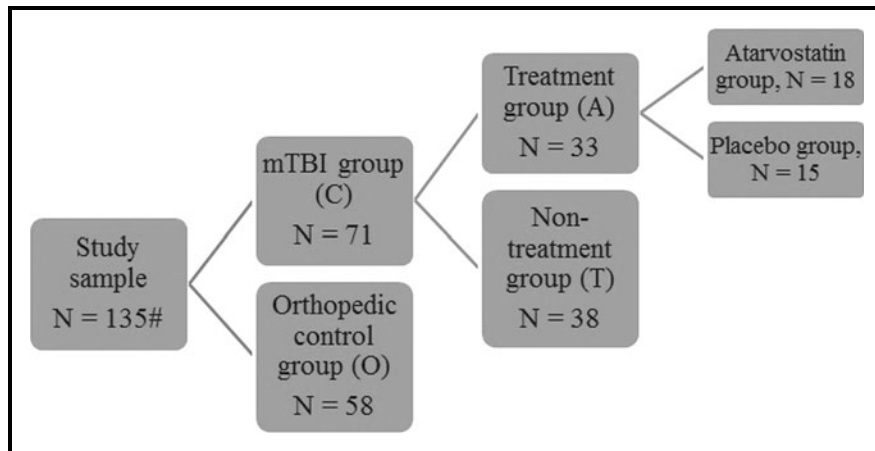 Study
sample
N = 135#
mTBI group
(C)
N = 71
Orthopedic
control
group (O)
N = 58
Treatment
group (A)
N = 33
Non-
treatment
group (T)
N = 38
Atarvostatin
group, N = 18
Placebo group,
N = 15